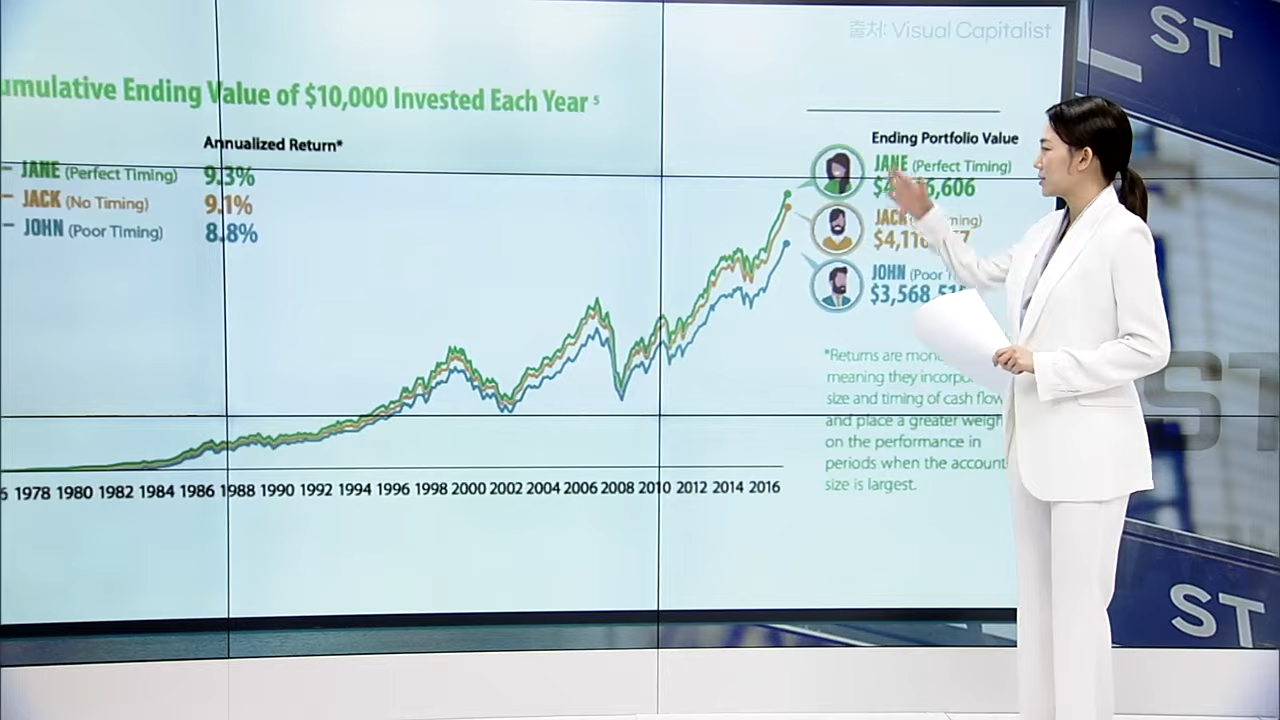 출처: Visual Capitalist
ST
umulative Ending Value of $10,000 Invested Each Year 5
Annualized Return*
JANE (Perfect Timing) 9.3%
JACK (No Timing) 9.1%
JOHN (Poor Timing) 8.8%
Ending Portfolio Value
JANE (Perfect Timing)
JACK
JOHN (Poor
*Returns are
meaning they
size and timing of cash flow
and place a greater
on the performance in
periods when the account
size is largest.
1978 1980 1982 1984 1986 1988 1990 1992 1994 1996 1998 2000 2002 2004 2006 2008 2010 2012 2014 2016
ST
ST